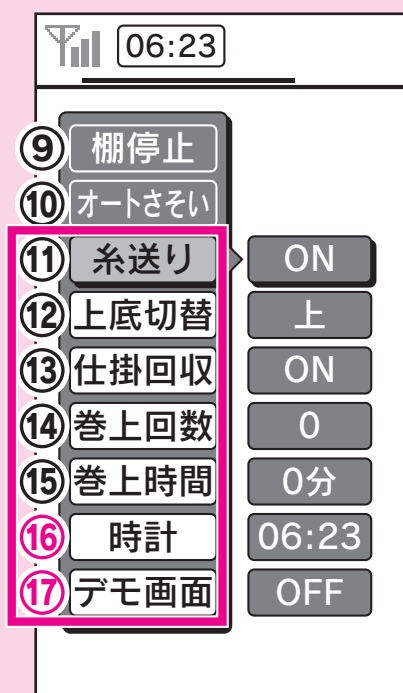 06:23
⑨ 棚停止
⑩ オートさそい
⑪ 糸送り ON
⑫ 上底切替 上
⑬ 仕掛回収 ON
⑭ 巻上回数 0
⑮ 巻上時間 0分
⑯ 時計 06:23
⑰ デモ画面 OFF